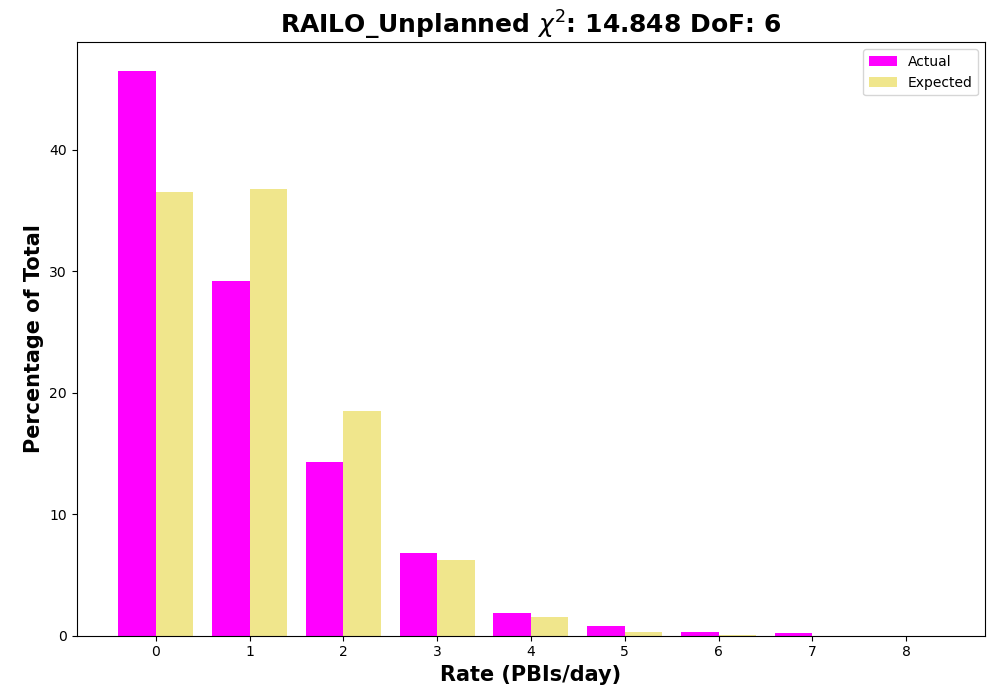 RAILO_Unplanned χ²: 14.848 DoF: 6
Actual
Expected
Percentage of Total
40
30
20
10
0
0 1 2 3 4 5 6 7 8
Rate (PBIs/day)